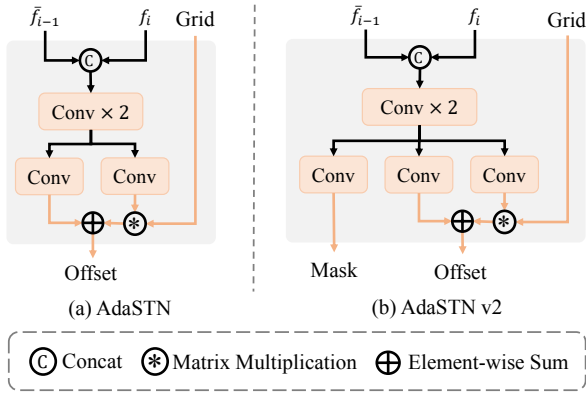 f̄ᵢ₋₁ fᵢ Grid
C
Conv × 2
Conv Conv
Offset
(a) AdaSTN
f̄ᵢ₋₁ fᵢ Grid
C
Conv × 2
Conv Conv Conv
Mask Offset
(b) AdaSTN v2
C Concat * Matrix Multiplication + Element-wise Sum